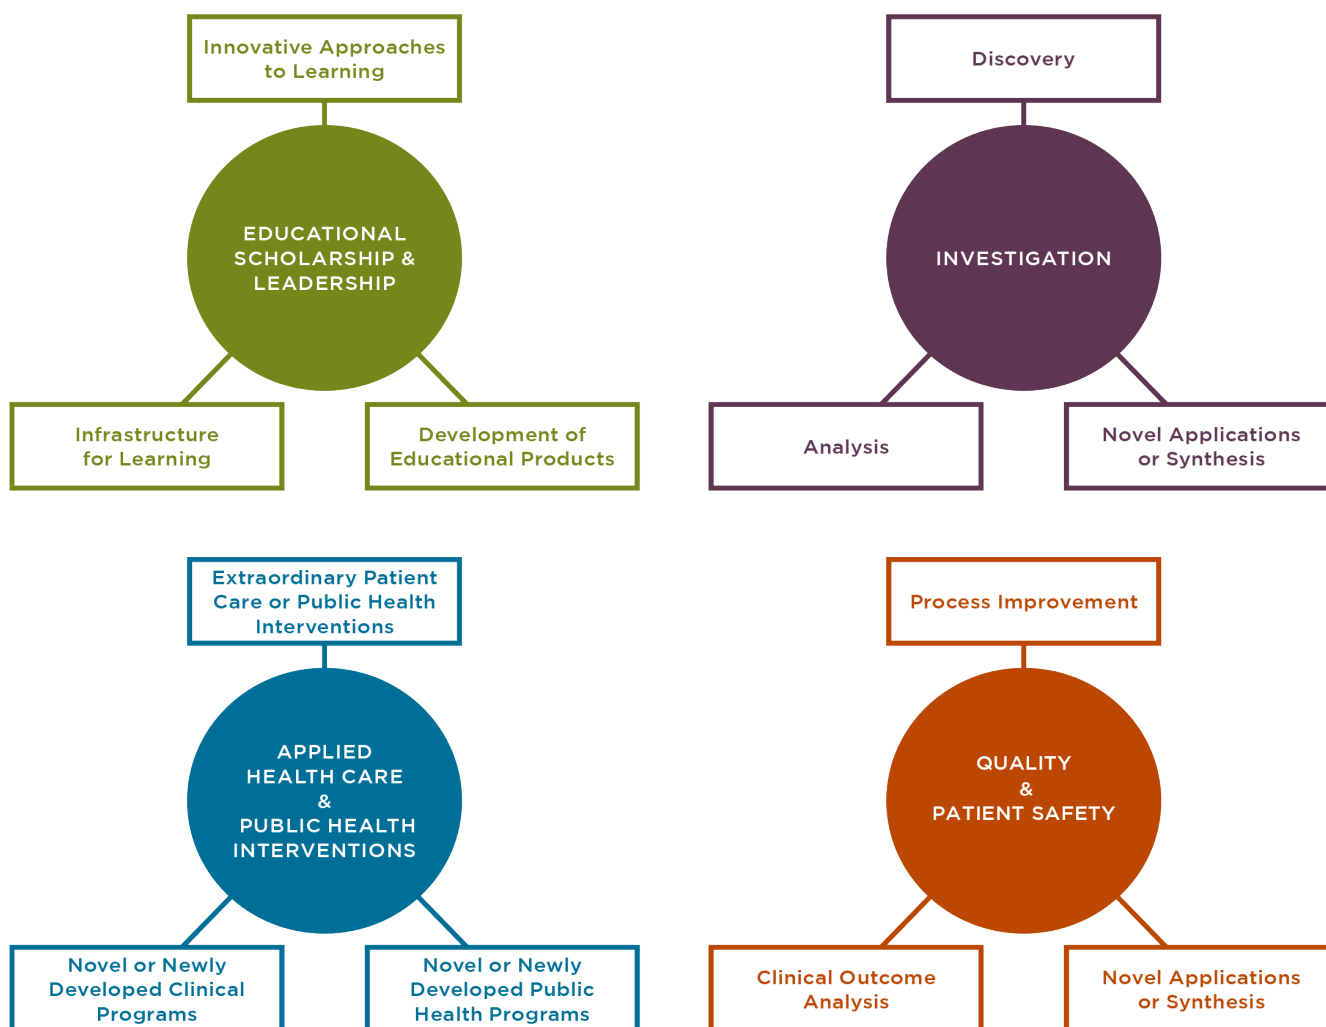 Innovative Approaches
to Learning
EDUCATIONAL
SCHOLARSHIP &
LEADERSHIP
Infrastructure
for Learning
Development of
Educational Products
Discovery
INVESTIGATION
Analysis
Novel Applications
or Synthesis
Extraordinary Patient
Care or Public Health
Interventions
APPLIED
HEALTH CARE
&
PUBLIC HEALTH
INTERVENTIONS
Novel or Newly
Developed Clinical
Programs
Novel or Newly
Developed Public
Health Programs
Process Improvement
QUALITY
&
PATIENT SAFETY
Clinical Outcome
Analysis
Novel Applications
or Synthesis